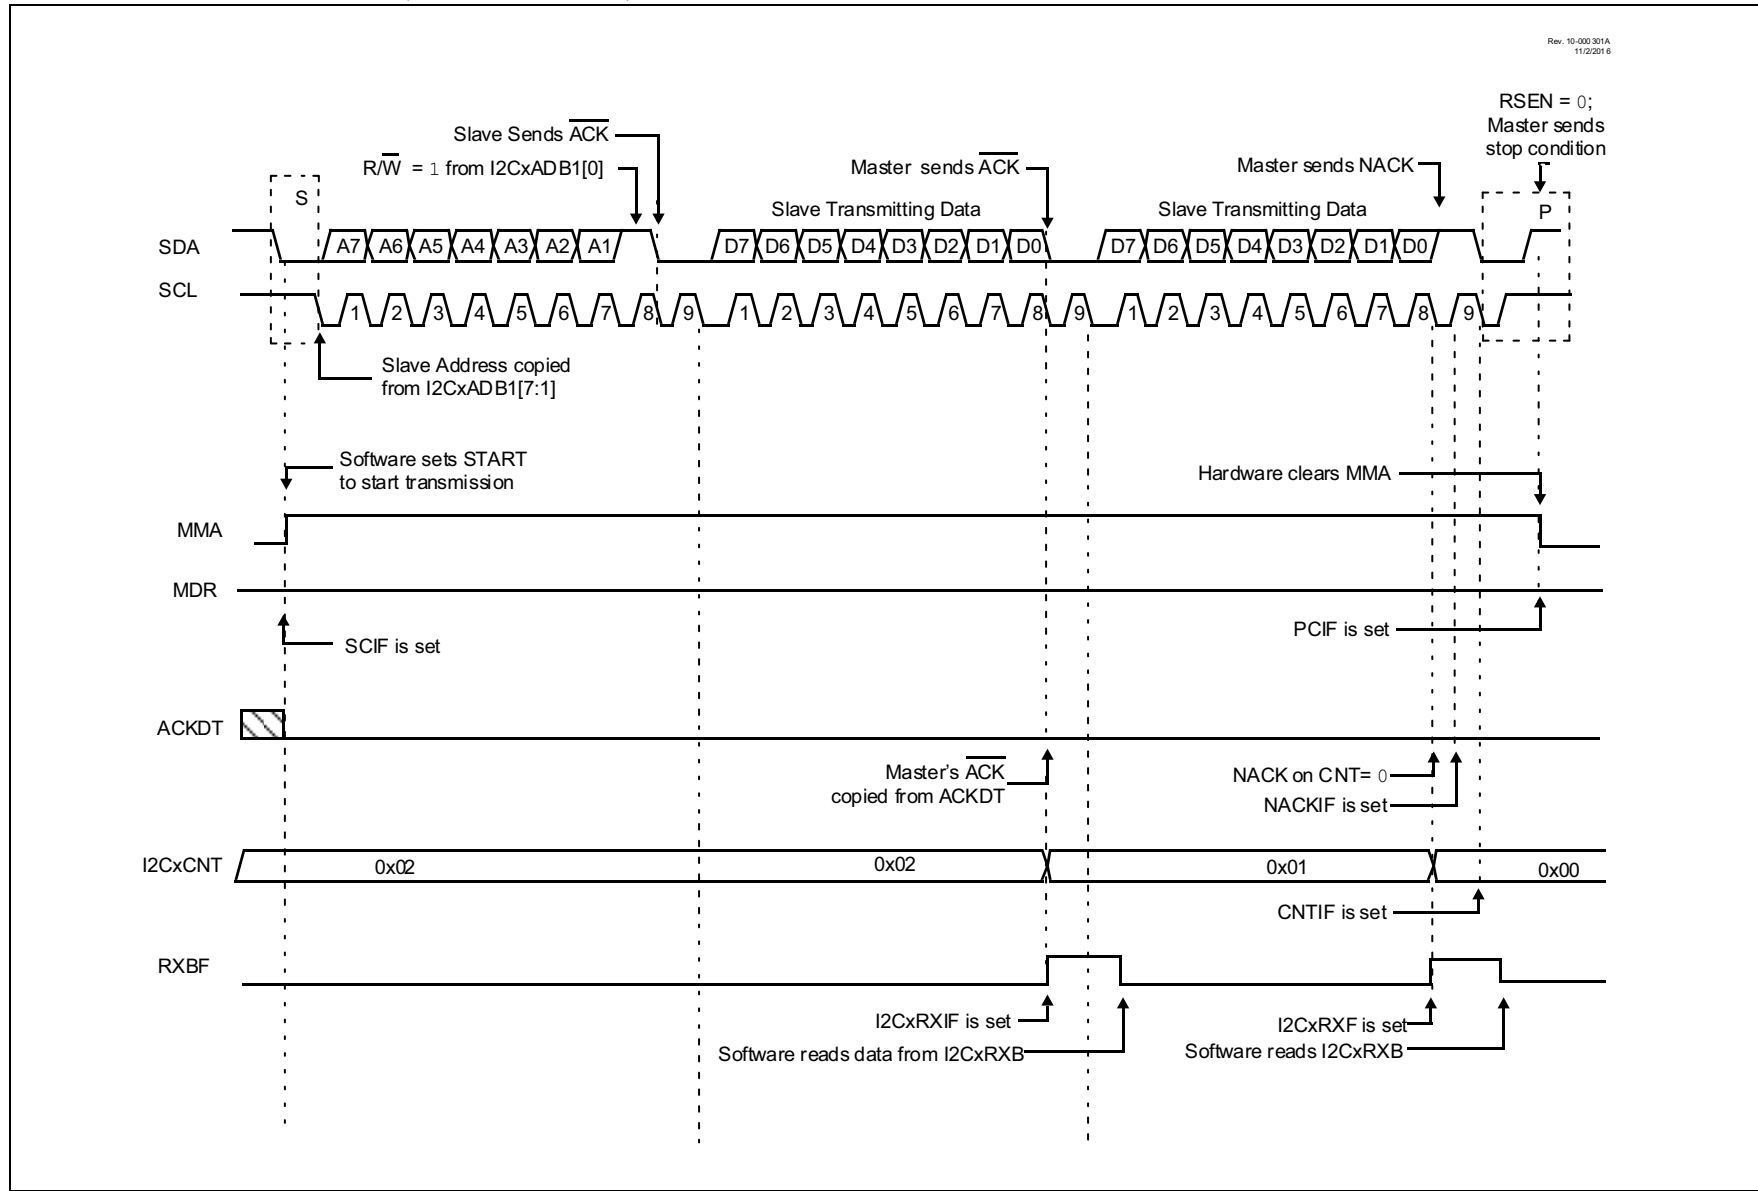 Rev. 10-000301A
11/2/2016
RSEN = 0;
Master sends
stop condition
Slave Sends A̅C̅K̅
R/W̅ = 1 from I2CxADB1[0]
Master sends A̅C̅K̅
Master sends NACK
S
Slave Transmitting Data
Slave Transmitting Data
P
SDA
A7 A6 A5 A4 A3 A2 A1 D7 D6 D5 D4 D3 D2 D1 D0 D7 D6 D5 D4 D3 D2 D1 D0
SCL
1 2 3 4 5 6 7 8 9 1 2 3 4 5 6 7 8 9 1 2 3 4 5 6 7 8 9
Slave Address copied
from I2CxADB1[7:1]
Software sets START
to start transmission
Hardware clears MMA
MMA
MDR
SCIF is set
PCIF is set
ACKDT
Master's A̅C̅K̅
copied from ACKDT
NACK on CNT= 0
NACKIF is set
I2CxCNT
0x02 0x02 0x01 0x00
CNTIF is set
RXBF
I2CxRXIF is set
Software reads data from I2CxRXB
I2CxRXF is set
Software reads I2CxRXB